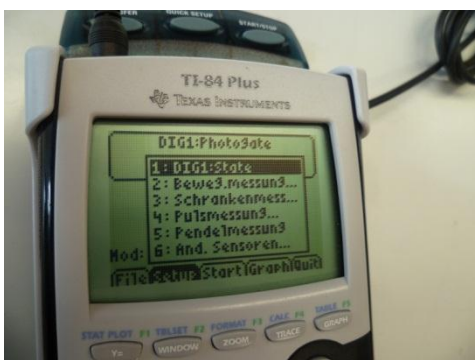 QUICK SETUP START/STOP
TI-84 Plus
TEXAS INSTRUMENTS
DIG1:Photogate
1:DIG1:State
2:Beweg.messung...
3:Schrankenmess...
4:Pulsmessung...
5:Pendelmessung
Mod: 6:And. Sensoren...
File Setup Start Graph Quit
STAT PLOT F1 TBLSET F2 FORMAT F3 CALC F4 TABLE F5
Y= WINDOW ZOOM TRACE GRAPH